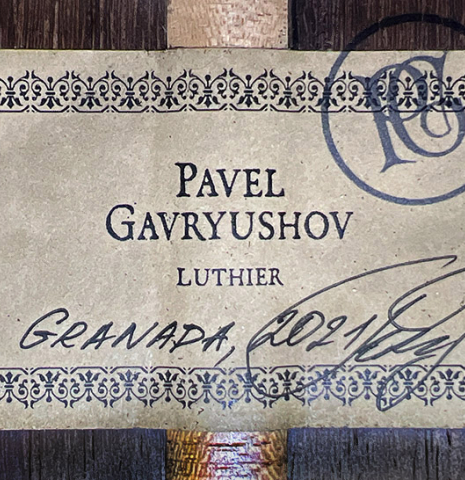 PAVEL
GAVRYUSHOV
LUTHIER
GRANADA, 2021